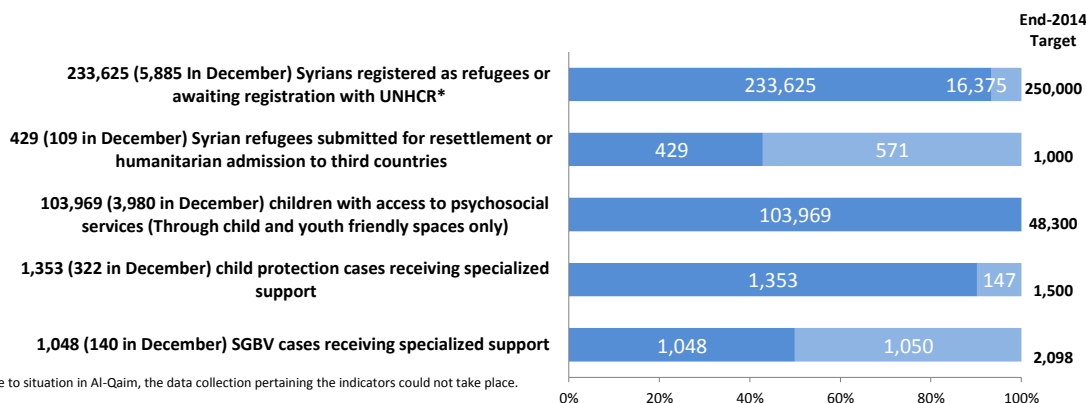 End-2014
Target
233,625 (5,885 In December) Syrians registered as refugees or
awaiting registration with UNHCR*
233,625 16,375 250,000
429 (109 in December) Syrian refugees submitted for resettlement or
humanitarian admission to third countries
429 571 1,000
103,969 (3,980 in December) children with access to psychosocial
services (Through child and youth friendly spaces only)
103,969 48,300
1,353 (322 in December) child protection cases receiving specialized
support
1,353 147 1,500
1,048 (140 in December) SGBV cases receiving specialized support
1,048 1,050 2,098
e to situation in Al-Qaim, the data collection pertaining the indicators could not take place.
0% 20% 40% 60% 80% 100%